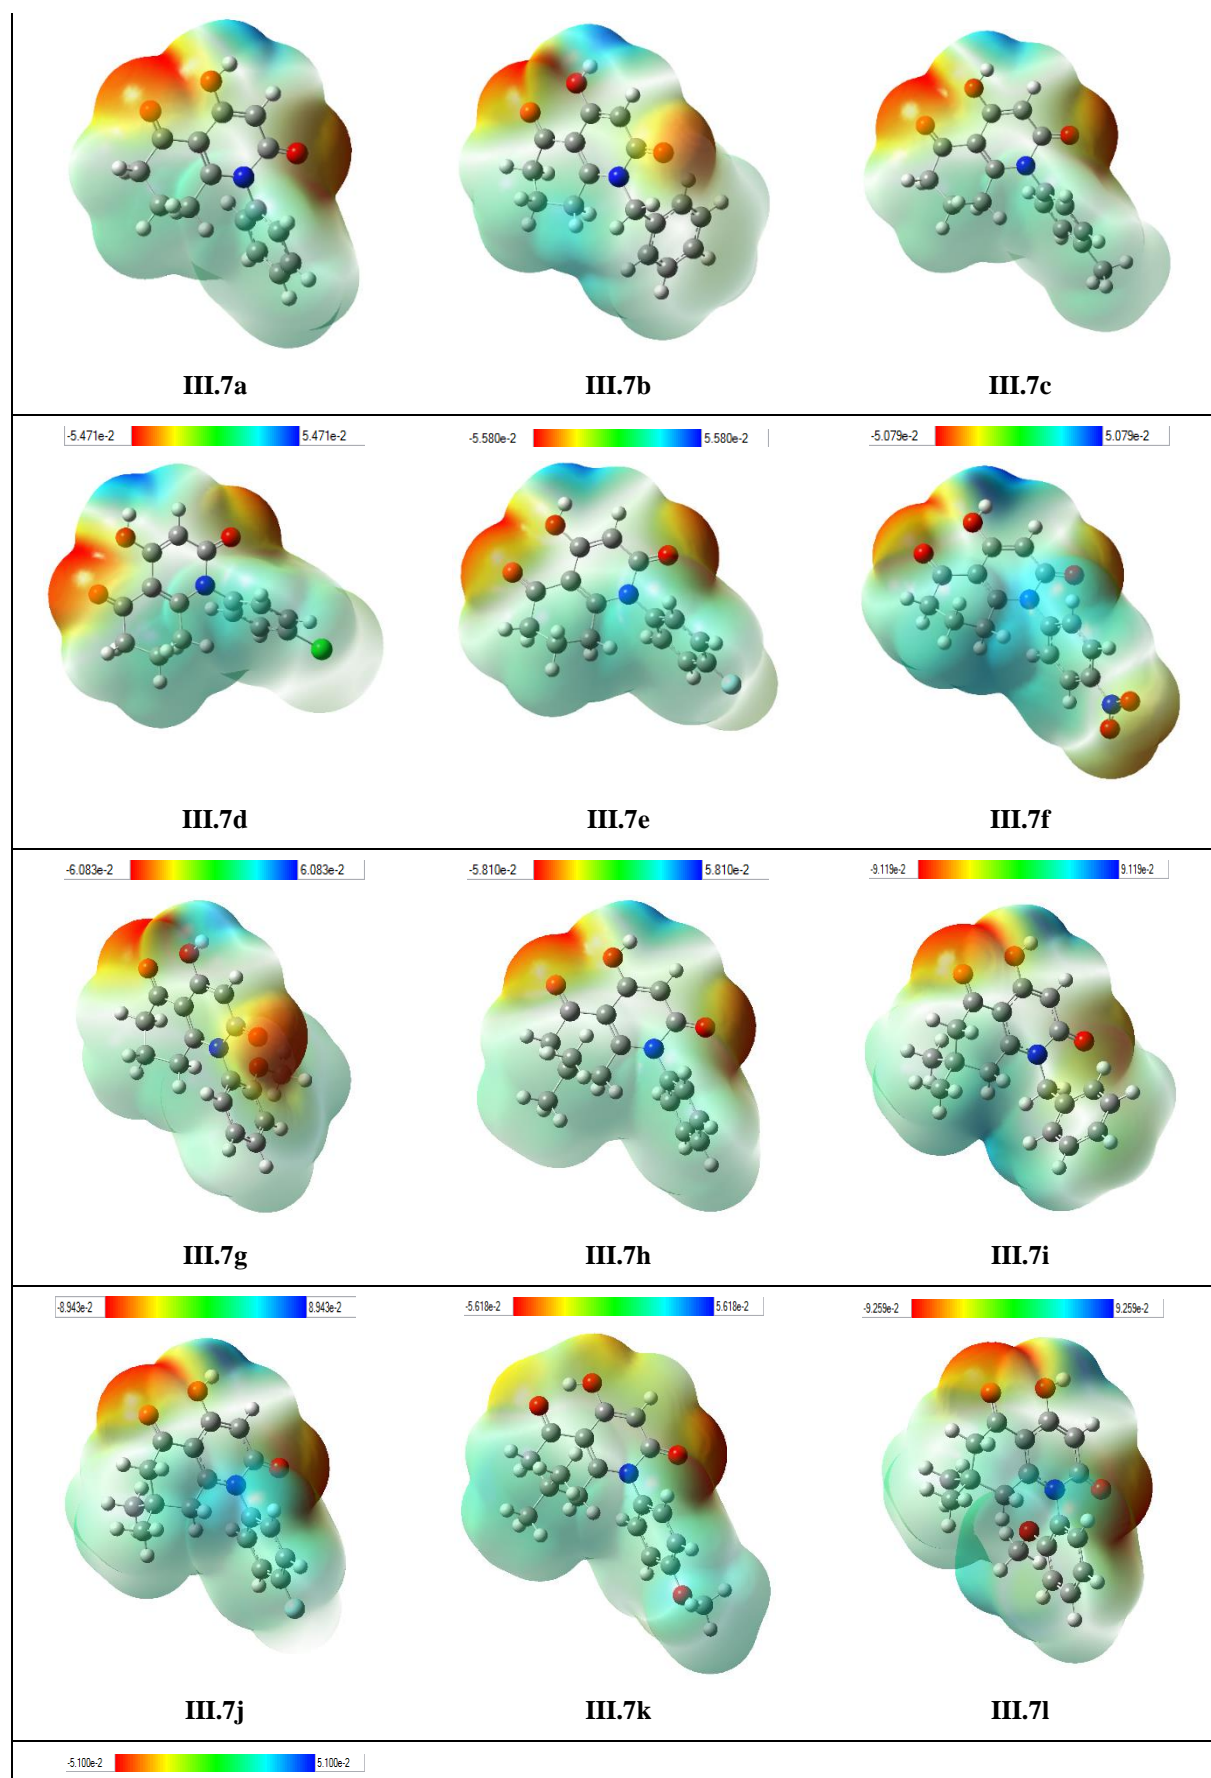 III.7a III.7b III.7c
-5.471e-2 5.471e-2 -5.580e-2 5.580e-2 -5.079e-2 5.079e-2
III.7d III.7e III.7f
-6.083e-2 6.083e-2 -5.810e-2 5.810e-2 -9.119e-2 9.119e-2
III.7g III.7h III.7i
-8.943e-2 8.943e-2 -5.618e-2 5.618e-2 -9.259e-2 9.259e-2
III.7j III.7k III.7l
-5.100e-2 5.100e-2